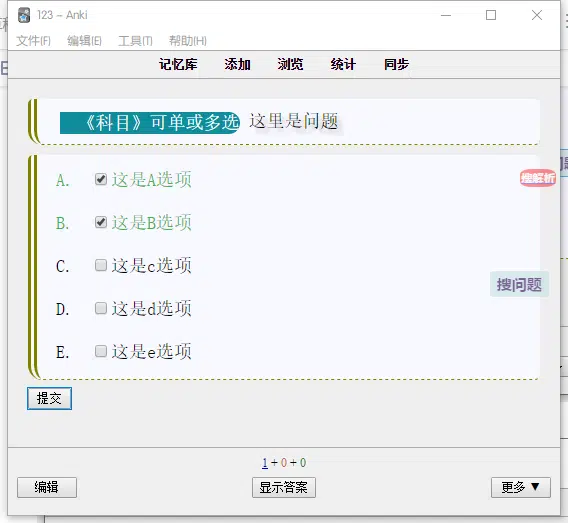 123 - Anki
文件(F) 编辑(E) 工具(T) 帮助(H)
记忆库 添加 浏览 统计 同步
《科目》可单或多选 这里是问题
A. 这是A选项
搜解析
B. 这是B选项
C. 这是c选项
搜问题
D. 这是d选项
E. 这是e选项
提交
1 + 0 + 0
编辑 显示答案 更多 ▼